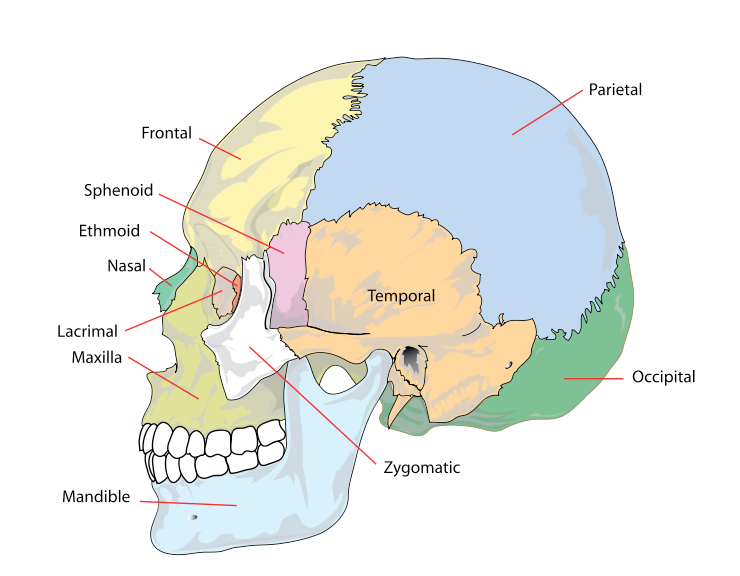 Parietal
Frontal
Sphenoid
Ethmoid
Nasal
Temporal
Lacrimal
Maxilla
Occipital
Zygomatic
Mandible